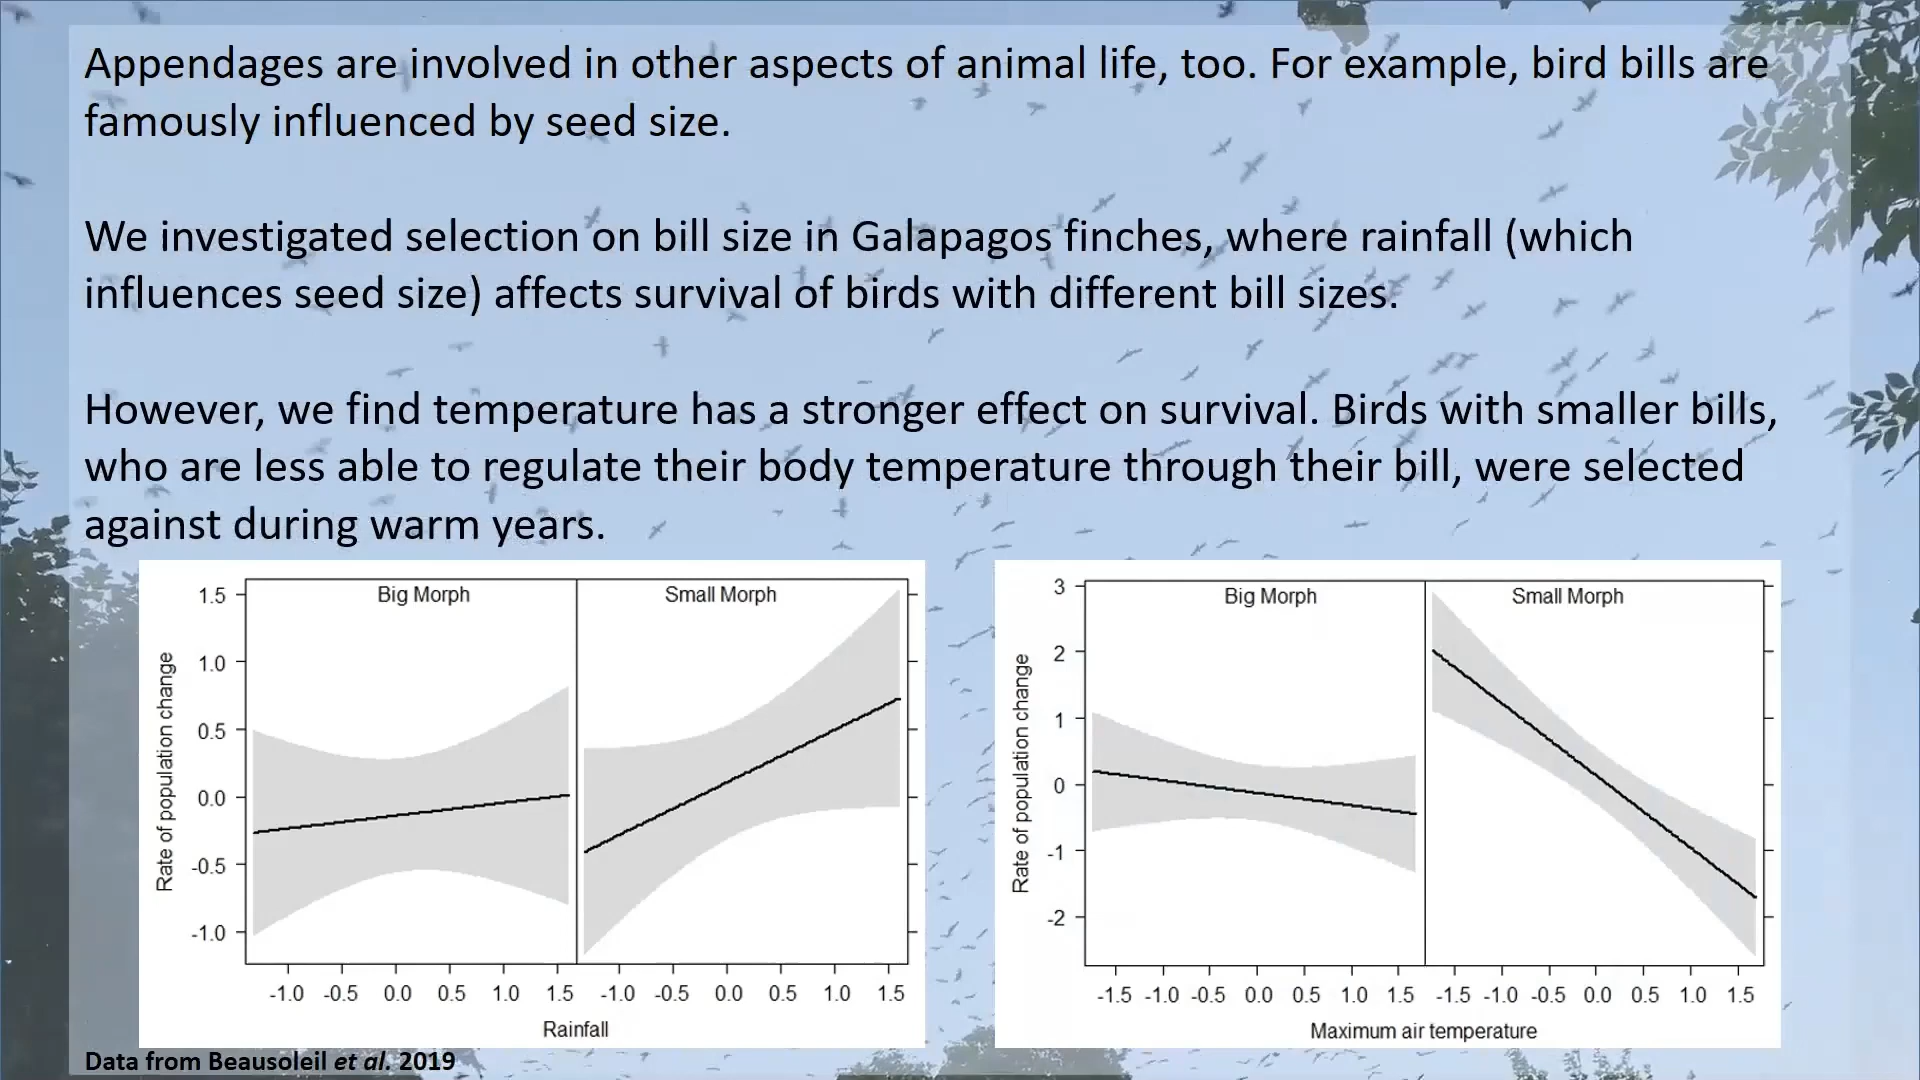 Appendages are involved in other aspects of animal life, too. For example, bird bills are
famously influenced by seed size.
We investigated selection on bill size in Galapagos finches, where rainfall (which
influences seed size) affects survival of birds with different bill sizes.
However, we find temperature has a stronger effect on survival. Birds with smaller bills,
who are less able to regulate their body temperature through their bill, were selected
against during warm years.
Big Morph
Small Morph
Rate of population change
1.5
1.0
0.5
0.0
-0.5
-1.0
-1.0 -0.5 0.0 0.5 1.0 1.5 -1.0 -0.5 0.0 0.5 1.0 1.5
Rainfall
Big Morph
Small Morph
Rate of population change
3
2
1
0
-1
-2
-1.5 -1.0 -0.5 0.0 0.5 1.0 1.5 -1.5 -1.0 -0.5 0.0 0.5 1.0 1.5
Maximum air temperature
Data from Beausoleil et al. 2019